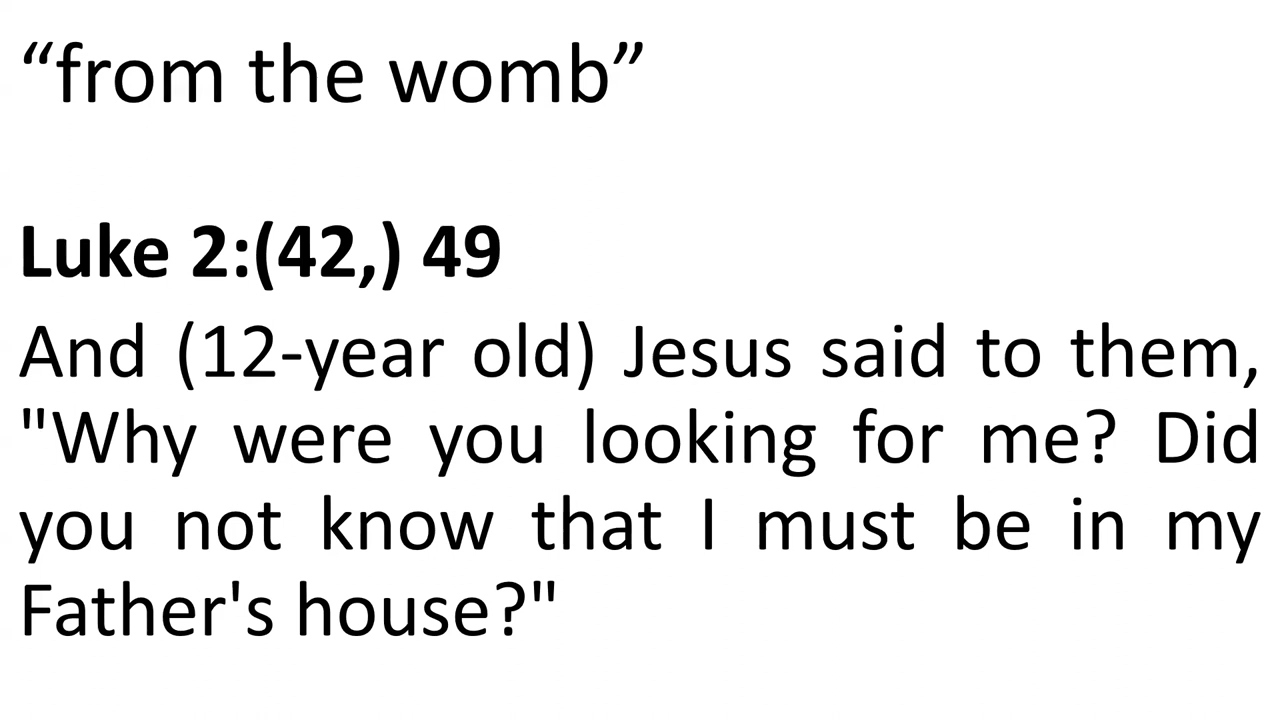 “from the womb”
Luke 2:(42,) 49
And (12-year old) Jesus said to them,
"Why were you looking for me? Did
you not know that I must be in my
Father's house?"